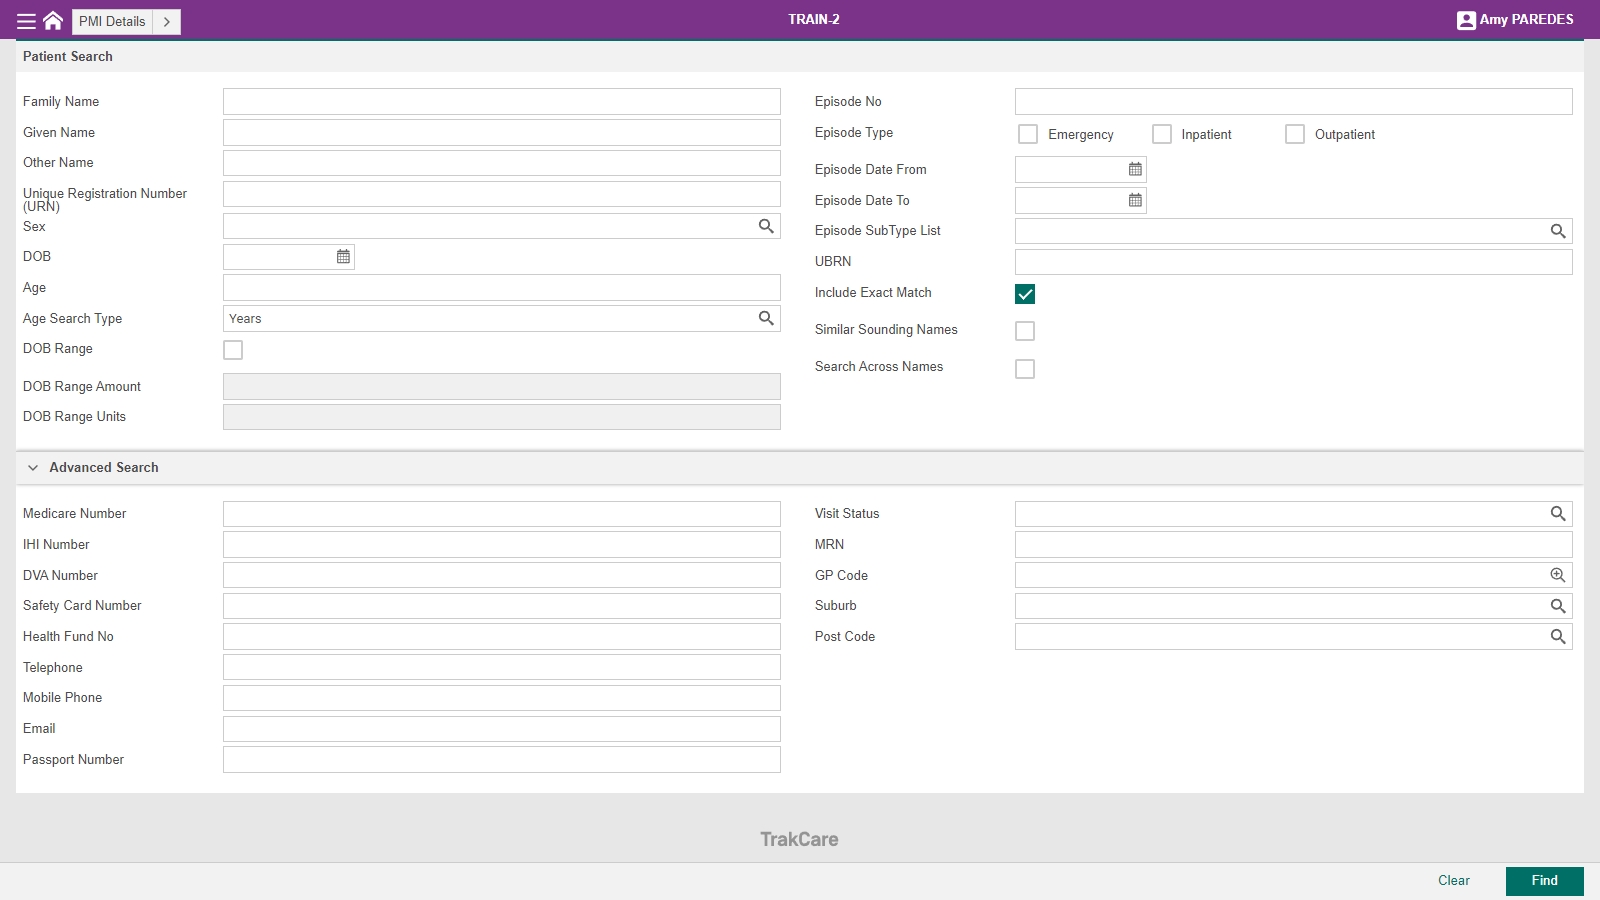 PMI Details
TRAIN-2
Amy PAREDES
Patient Search
Family Name
Given Name
Other Name
Unique Registration Number
(URN)
Sex
DOB
Age
Age Search Type
Years
DOB Range
DOB Range Amount
DOB Range Units
Episode No
Episode Type
Emergency
Inpatient
Outpatient
Episode Date From
Episode Date To
Episode SubType List
UBRN
Include Exact Match
Similar Sounding Names
Search Across Names
Advanced Search
Medicare Number
IHI Number
DVA Number
Safety Card Number
Health Fund No
Telephone
Mobile Phone
Email
Passport Number
Visit Status
MRN
GP Code
Suburb
Post Code
TrakCare
Clear
Find